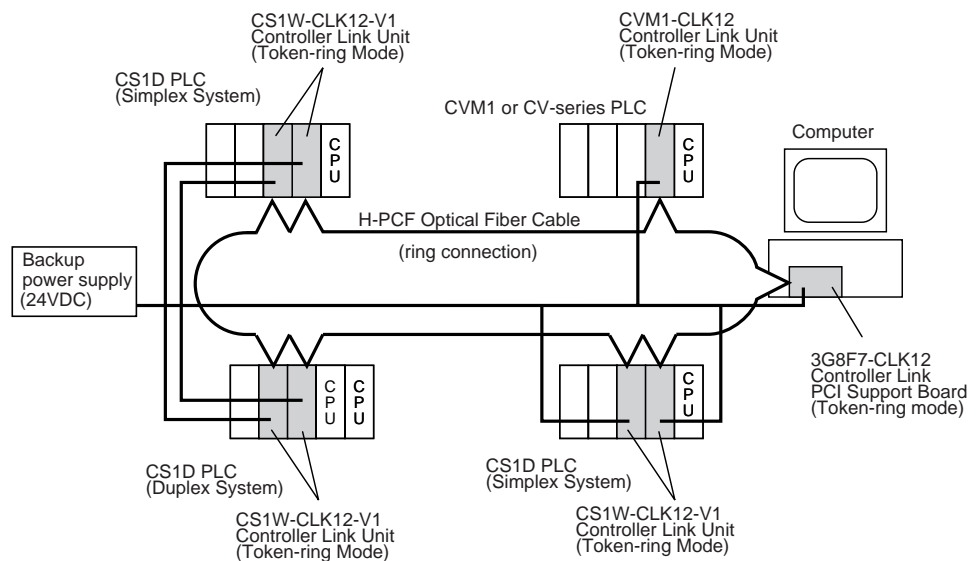 CS1W-CLK12-V1
Controller Link Unit
(Token-ring Mode)
CVM1-CLK12
Controller Link Unit
(Token-ring Mode)
CS1D PLC
(Simplex System)
CVM1 or CV-series PLC
Computer
C
P
U
C
P
U
H-PCF Optical Fiber Cable
(ring connection)
Backup
power supply
(24VDC)
3G8F7-CLK12
Controller Link
PCI Support Board
(Token-ring mode)
C
P
U
C
P
U
C
P
U
CS1D PLC
(Duplex System)
CS1D PLC
(Simplex System)
CS1W-CLK12-V1
Controller Link Unit
(Token-ring Mode)
CS1W-CLK12-V1
Controller Link Unit
(Token-ring Mode)